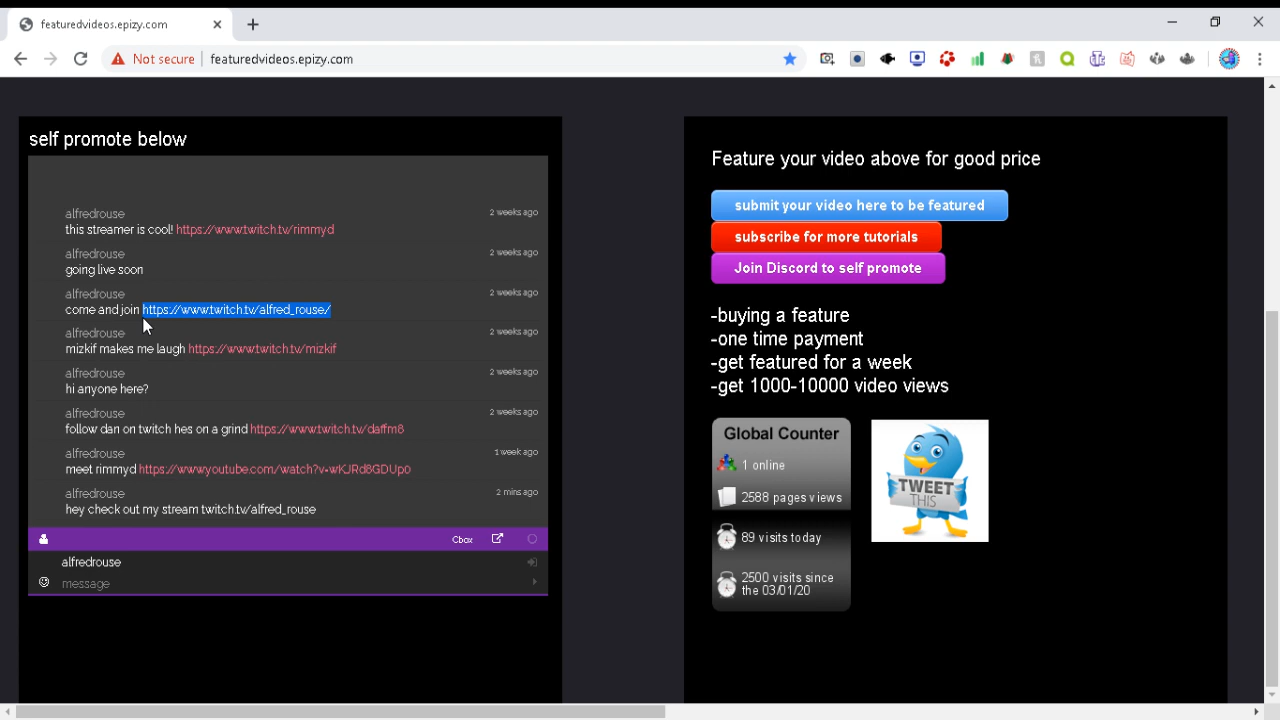 featuredvideos.epizy.com
Not secure
featuredvideos.epizy.com
self promote below
alfredrouse
2 weeks ago
this streamer is cool! https://www.twitch.tv/rimmyd
alfredrouse
2 weeks ago
going live soon
alfredrouse
2 weeks ago
come and join https://www.twitch.tv/alfred_rouse/
alfredrouse
2 weeks ago
mizkif makes me laugh https://www.twitch.tv/mizkif
alfredrouse
2 weeks ago
hi anyone here?
alfredrouse
2 weeks ago
follow dan on twitch hes on a grind https://www.twitch.tv/daffm8
alfredrouse
1 week ago
meet rimmyd https://www.youtube.com/watch?v=wKJRd8GDUp0
alfredrouse
2 mins ago
hey check out my stream twitch.tv/alfred_rouse
Cbox
alfredrouse
message
Feature your video above for good price
submit your video here to be featured
subscribe for more tutorials
Join Discord to self promote
-buying a feature
-one time payment
-get featured for a week
-get 1000-10000 video views
Global Counter
1 online
2588 pages views
89 visits today
2500 visits since
the 03/01/20
TWEET
THIS